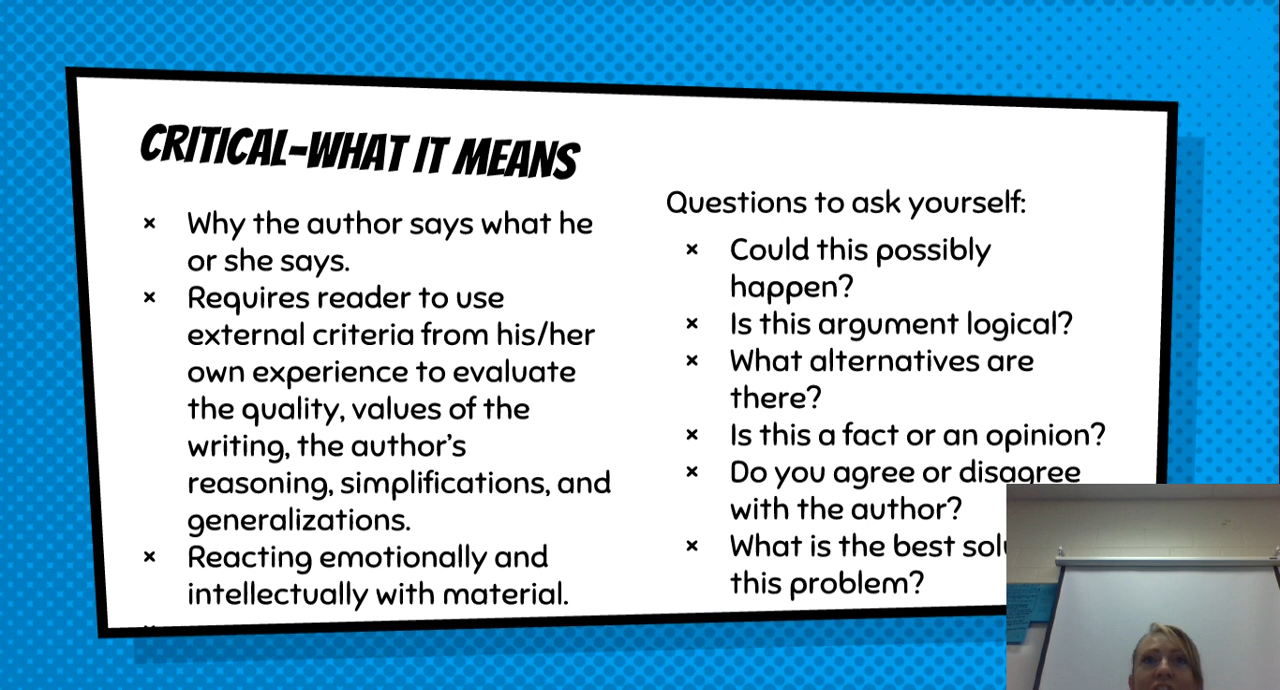 CRITICAL-WHAT IT MEANS
× Why the author says what he
or she says.
× Requires reader to use
external criteria from his/her
own experience to evaluate
the quality, values of the
writing, the author’s
reasoning, simplifications, and
generalizations.
× Reacting emotionally and
intellectually with material.
Questions to ask yourself:
× Could this possibly
happen?
× Is this argument logical?
× What alternatives are
there?
× Is this a fact or an opinion?
× Do you agree or disagree
with the author?
× What is the best
this problem?